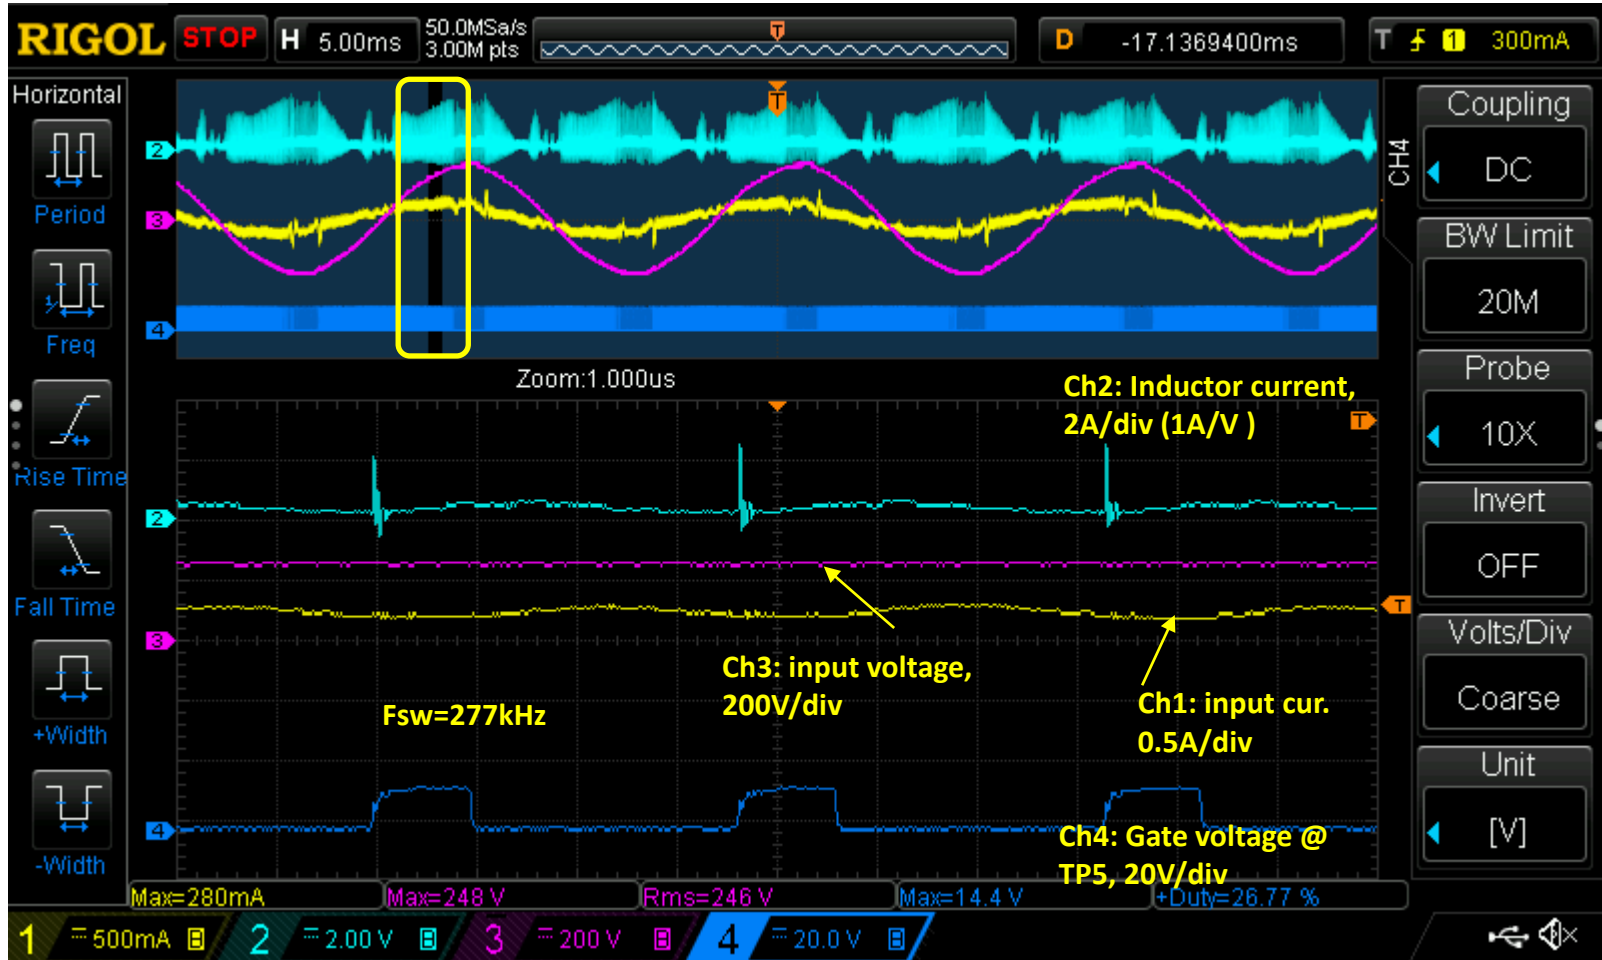 RIGOL STOP H 5.00ms 50.0MSa/s D -17.1369400ms T 1 300mA
3.00M pts
T
Horizontal
Period
Freq
Rise Time
Fall Time
+Width
-Width
T
2
3
4
Zoom:1.000us
Ch2: Inductor current,
2A/div (1A/V )
T
2
T
3
Ch3: input voltage,
200V/div
Ch1: input cur.
0.5A/div
Fsw=277kHz
4
Ch4: Gate voltage @
TP5, 20V/div
Max=280mA Max=248 V Rms=246 V Max=14.4 V +Duty=26.77 %
1 500mA B 2 2.00 V B 3 200 V B 4 20.0 V B
CH4
Coupling
DC
BW Limit
20M
Probe
10X
Invert
OFF
Volts/Div
Coarse
Unit
[V]